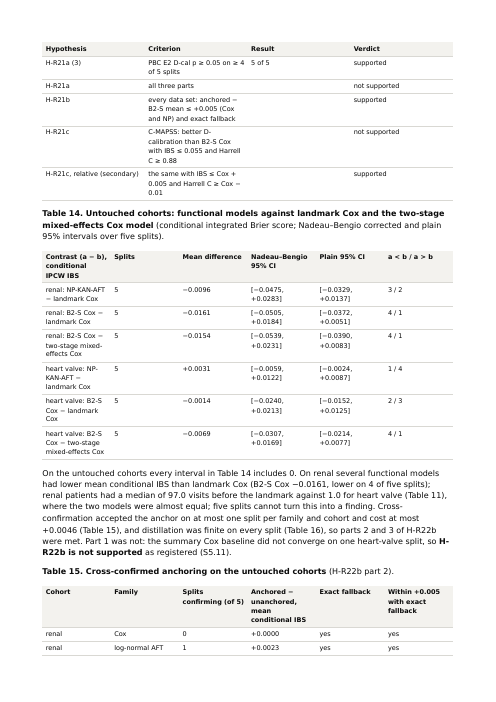 Hypothesis Criterion Result Verdict
H-R21a (3) PBC E2 D-cal p ≥ 0.05 on ≥ 4 5 of 5 supported
of 5 splits)
H-R21a all three parts not supported
H-R21b every data set: anchored − supported
B2-S mean ≤ +0.005 (Cox
and NP) and exact fallback
H-R21c C-MAPSS: better D- not supported
calibration than B2-S Cox
with IBS ≤ 0.055 and Harrell
C ≥ 0.88
H-R21c, relative (secondary) the same with IBS ≤ Cox + supported
0.005 and Harrell C ≥ Cox −
0.01
Table 14. Untouched cohorts: functional models against landmark Cox and the two-stage
mixed-effects Cox model (conditional integrated Brier score; Nadeau–Bengio corrected and plain
95% intervals over five splits).
Contrast (a − b), Splits Mean difference Nadeau–Bengio Plain 95% CI a < b / a > b
conditional 95% CI
IPCW IBS
renal: NP-KAN-AFT 5 −0.0096 [−0.0475, [−0.0329, 3 / 2
− landmark Cox +0.0283] +0.0137]
renal: B2-S Cox − 5 −0.0161 [−0.0505, [−0.0372, 4 / 1
landmark Cox +0.0184] +0.0051]
renal: B2-S Cox − 5 −0.0154 [−0.0539, [−0.0390, 4 / 1
two-stage mixed- +0.0231] +0.0083]
effects Cox
heart valve: NP- 5 +0.0031 [−0.0059, [−0.0024, 1 / 4
KAN-AFT − +0.0122] +0.0087]
landmark Cox
heart valve: B2-S 5 −0.0014 [−0.0240, [−0.0152, 2 / 3
Cox − landmark +0.0213] +0.0125]
Cox
heart valve: B2-S 5 −0.0069 [−0.0307, [−0.0214, 4 / 1
Cox − two-stage +0.0169] +0.0077]
mixed-effects Cox
On the untouched cohorts every interval in Table 14 includes 0. On renal several functional models
had lower mean conditional IBS than landmark Cox (B2-S Cox −0.0161, lower on 4 of five splits);
renal patients had a median of 97.0 visits before the landmark against 1.0 for heart valve (Table 11),
where the two models were almost equal; five splits cannot turn this into a finding. Cross-
confirmation accepted the anchor on at most one split per family and cohort and cost at most
+0.0046 (Table 15), and distillation was finite on every split (Table 16), so parts 2 and 3 of H-R22b
were met. Part 1 was not: the summary Cox baseline did not converge on one heart-valve split, so H-
R22b is not supported as registered (S5.11).
Table 15. Cross-confirmed anchoring on the untouched cohorts (H-R22b part 2).
Cohort Family Splits Anchored − Exact fallback Within +0.005
confirming (of 5) unanchored, with exact
mean fallback
conditional IBS
renal Cox 0 +0.0000 yes yes
renal log-normal AFT 1 +0.0023 yes yes